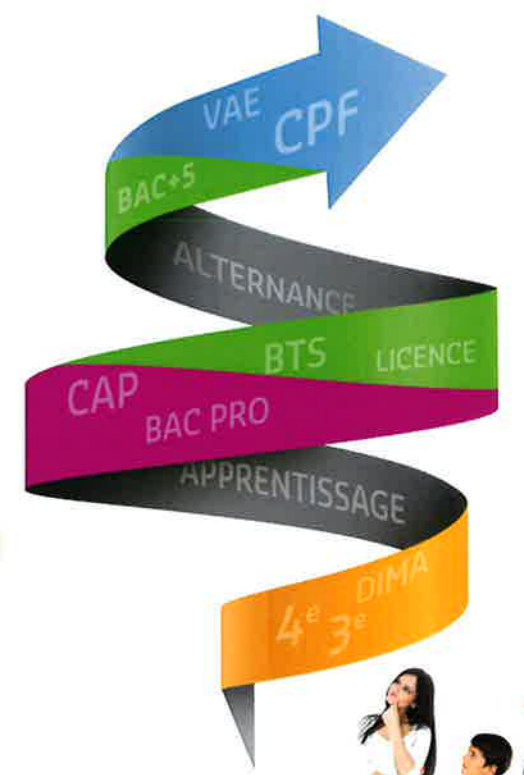 VAE
CPF
BAC+5
ALTERNANCE
BTS LICENCE
CAP
BAC PRO
APPRENTISSAGE
DIMA
4e 3e